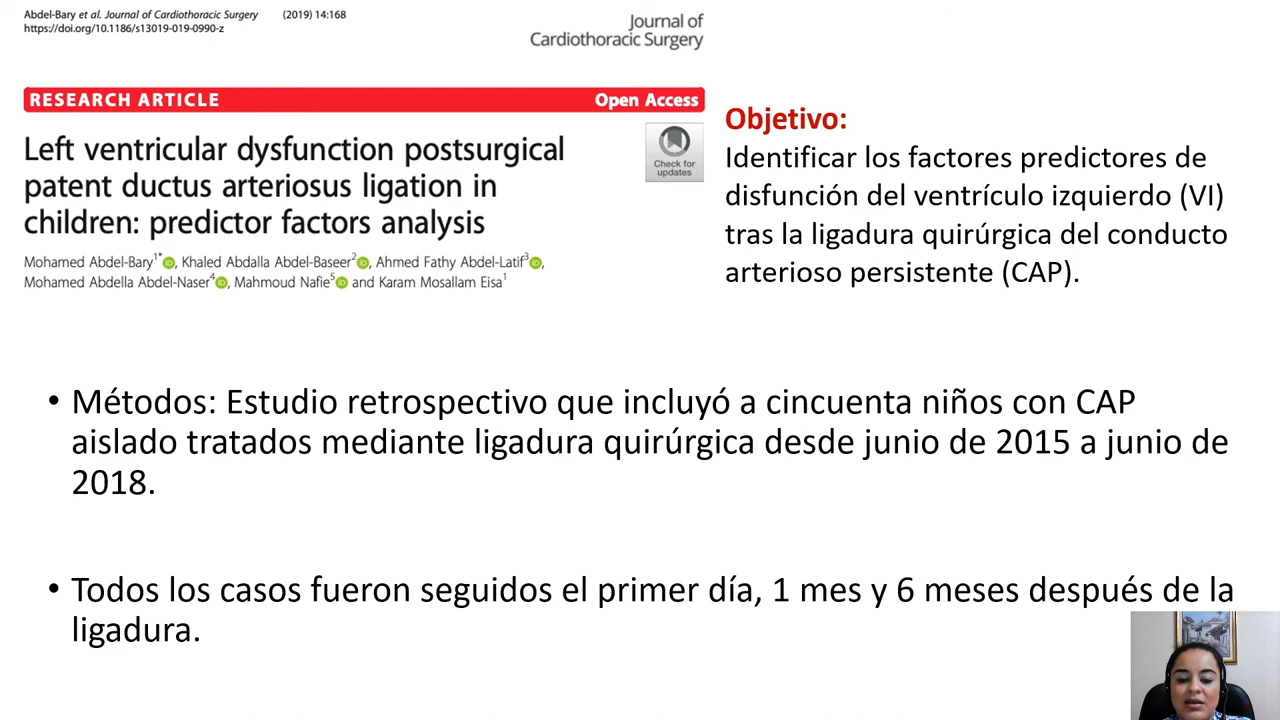 Abdel-Bary et al. Journal of Cardiothoracic Surgery (2019) 14:168
https://doi.org/10.1186/s13019-019-0990-z
Journal of
Cardiothoracic Surgery
RESEARCH ARTICLE Open Access
Left ventricular dysfunction postsurgical
patent ductus arteriosus ligation in
children: predictor factors analysis
Check for
updates
Mohamed Abdel-Bary1*, Khaled Abdalla Abdel-Baseer2, Ahmed Fathy Abdel-Latif3,
Mohamed Abdella Abdel-Naser4, Mahmoud Nafie5 and Karam Mosallam Eisa1
Objetivo:
Identificar los factores predictores de
disfunción del ventrículo izquierdo (VI)
tras la ligadura quirúrgica del conducto
arterioso persistente (CAP).
• Métodos: Estudio retrospectivo que incluyó a cincuenta niños con CAP
aislado tratados mediante ligadura quirúrgica desde junio de 2015 a junio de
2018.
• Todos los casos fueron seguidos el primer día, 1 mes y 6 meses después de la
ligadura.